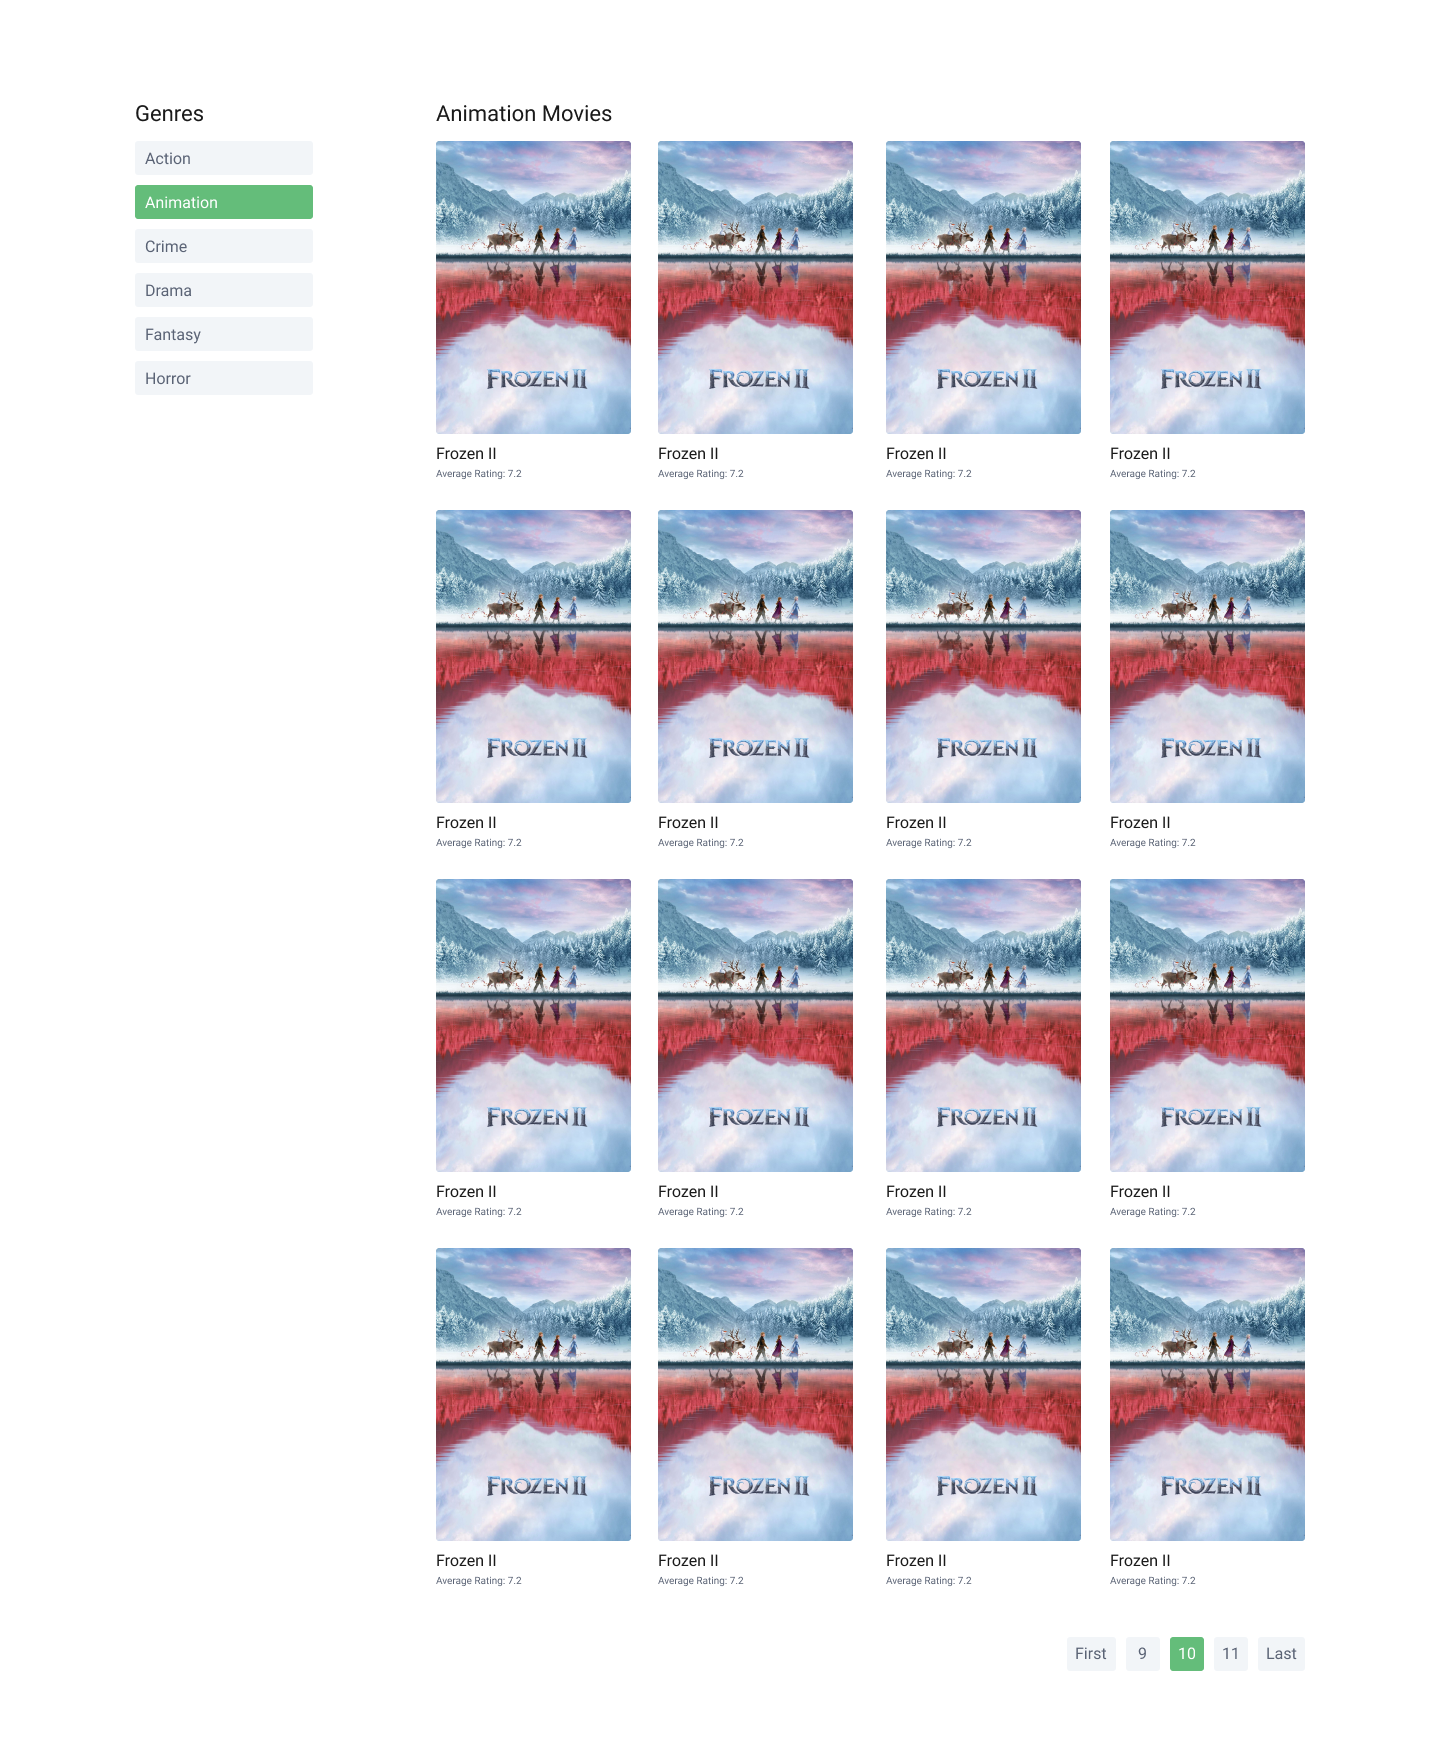 Genres
Action
Animation
Crime
Drama
Fantasy
Horror
Animation Movies
FROZEN II FROZEN II FROZEN II FROZEN II
Frozen II Frozen II Frozen II Frozen II
Average Rating: 7.2 Average Rating: 7.2 Average Rating: 7.2 Average Rating: 7.2
FROZEN II FROZEN II FROZEN II FROZEN II
Frozen II Frozen II Frozen II Frozen II
Average Rating: 7.2 Average Rating: 7.2 Average Rating: 7.2 Average Rating: 7.2
FROZEN II FROZEN II FROZEN II FROZEN II
Frozen II Frozen II Frozen II Frozen II
Average Rating: 7.2 Average Rating: 7.2 Average Rating: 7.2 Average Rating: 7.2
FROZEN II FROZEN II FROZEN II FROZEN II
Frozen II Frozen II Frozen II Frozen II
Average Rating: 7.2 Average Rating: 7.2 Average Rating: 7.2 Average Rating: 7.2
First 9 10 11 Last